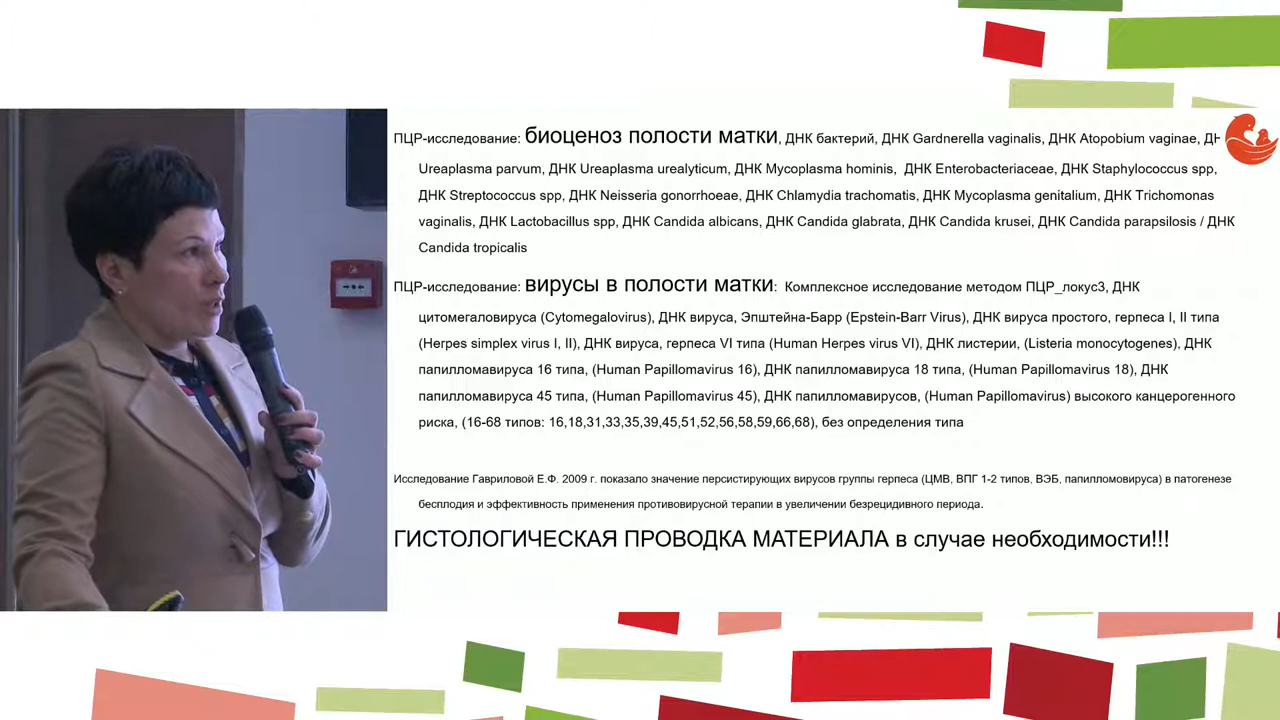 ПЦР-исследование: биоценоз полости матки, ДНК бактерий, ДНК Gardnerella vaginalis, ДНК Atopobium vaginae,
Ureaplasma parvum, ДНК Ureaplasma urealyticum, ДНК Mycoplasma hominis, ДНК Enterobacteriaceae, ДНК Staphylococcus spp,
ДНК Streptococcus spp, ДНК Neisseria gonorrhoeae, ДНК Chlamydia trachomatis, ДНК Mycoplasma genitalium, ДНК Trichomonas
vaginalis, ДНК Lactobacillus spp, ДНК Candida albicans, ДНК Candida glabrata, ДНК Candida krusei, ДНК Candida parapsilosis / ДНК
Candida tropicalis
ПЦР-исследование: вирусы в полости матки: Комплексное исследование методом ПЦР_локус3, ДНК
цитомегаловируса (Cytomegalovirus), ДНК вируса, Эпштейна-Барр (Epstein-Barr Virus), ДНК вируса простого, герпеса I, II типа
(Herpes simplex virus I, II), ДНК вируса, герпеса VI типа (Human Herpes virus VI), ДНК листерии, (Listeria monocytogenes), ДНК
папилломавируса 16 типа, (Human Papillomavirus 16), ДНК папилломавируса 18 типа, (Human Papillomavirus 18), ДНК
папилломавируса 45 типа, (Human Papillomavirus 45), ДНК папилломавирусов, (Human Papillomavirus) высокого канцерогенного
риска, (16-68 типов: 16,18,31,33,35,39,45,51,52,56,58,59,66,68), без определения типа
Исследование Гавриловой Е.Ф. 2009 г. показало значение персистирующих вирусов группы герпеса (ЦМВ, ВПГ 1-2 типов, ВЭБ, папилломовируса) в патогенезе
бесплодия и эффективность применения противовирусной терапии в увеличении безрецидивного периода.
ГИСТОЛОГИЧЕСКАЯ ПРОВОДКА МАТЕРИАЛА в случае необходимости!!!